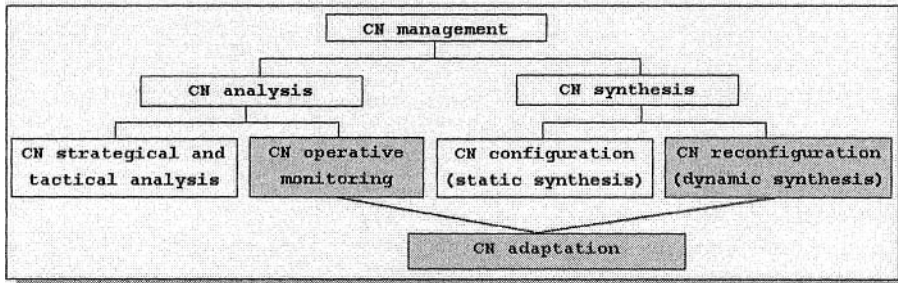 CN management
CN analysis
CN synthesis
CN strategical and
tactical analysis
CN operative
monitoring
CN configuration
(static synthesis)
CN reconfiguration
(dynamic synthesis)
CN adaptation